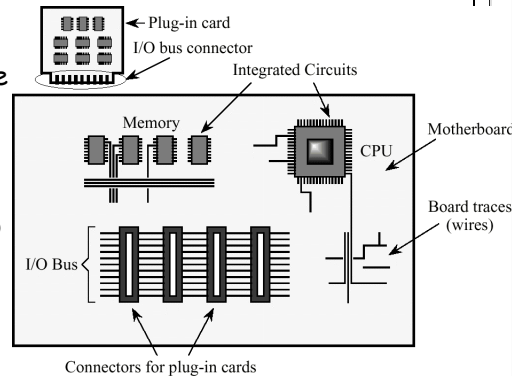 Plug-in card
I/O bus connector
e
Integrated Circuits
Memory
CPU
Motherboard
Board traces
(wires)
I/O Bus
Connectors for plug-in cards